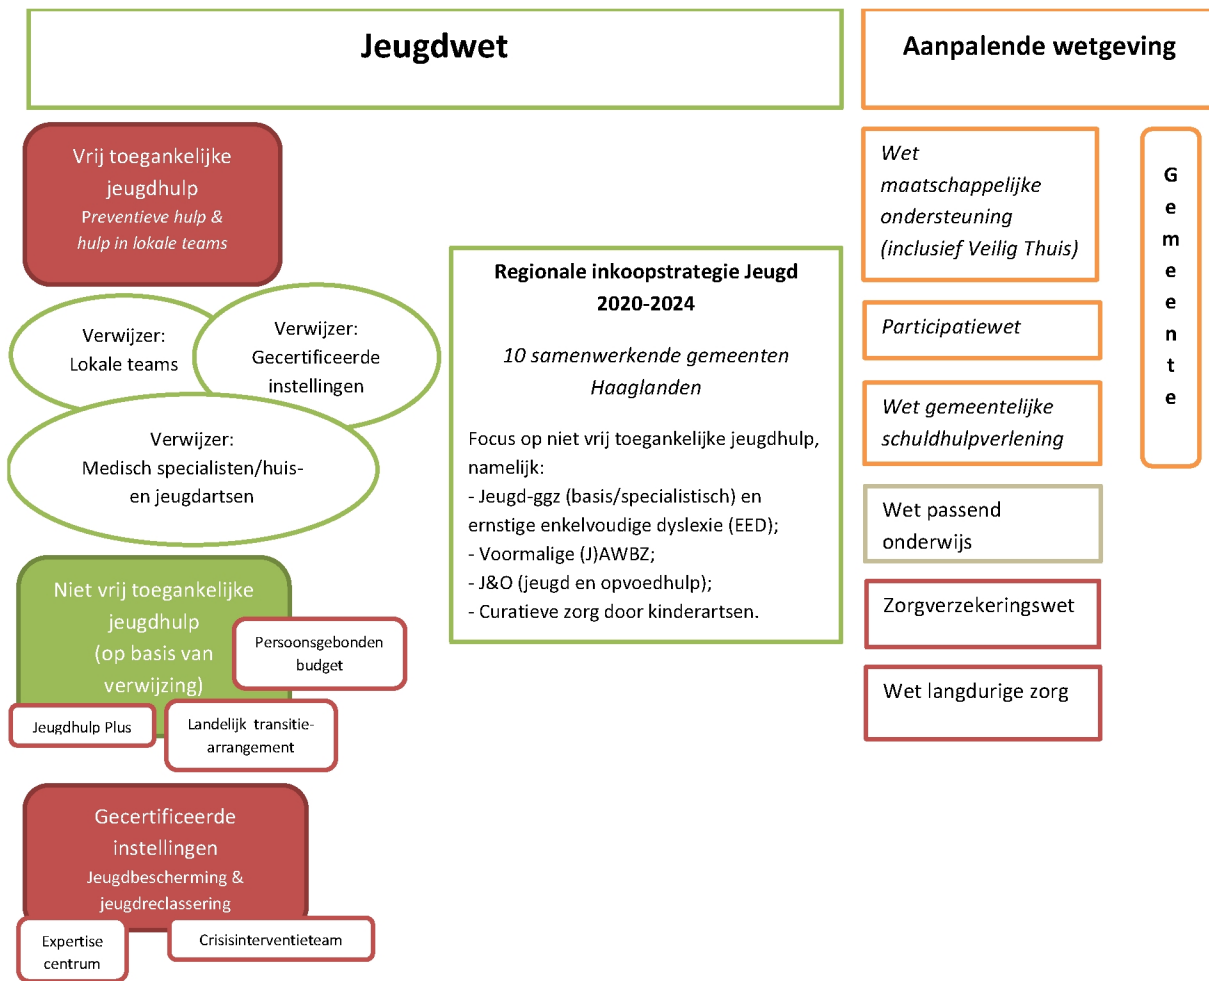 Jeugdwet
Aanpalende wetgeving
Vrij toegankelijke
jeugdhulp
Preventieve hulp &
hulp in lokale teams
Verwijzer:
Lokale teams
Verwijzer:
Gecertificeerde
instellingen
Verwijzer:
Medisch specialisten/huis-
en jeugdartsen
Niet vrij toegankelijke
jeugdhulp
(op basis van
verwijzing)
Persoonsgebonden
budget
Jeugdhulp Plus
Landelijk transitie-
arrangement
Gecertificeerde
instellingen
Jeugdbescherming &
jeugdreclassering
Expertise
centrum
Crisisinterventieteam
Regionale inkoopstrategie Jeugd
2020-2024
10 samenwerkende gemeenten
Haaglanden
Focus op niet vrij toegankelijke jeugdhulp,
namelijk:
- Jeugd-ggz (basis/specialistisch) en
ernstige enkelvoudige dyslexie (EED);
- Voormalige (J)AWBZ;
- J&O (jeugd en opvoedhulp);
- Curatieve zorg door kinderartsen.
Wet
maatschappelijke
ondersteuning
(inclusief Veilig Thuis)
Participatiewet
Wet gemeentelijke
schuldhulpverlening
Wet passend
onderwijs
Zorgverzekeringswet
Wet langdurige zorg
G
e
m
e
e
n
t
e